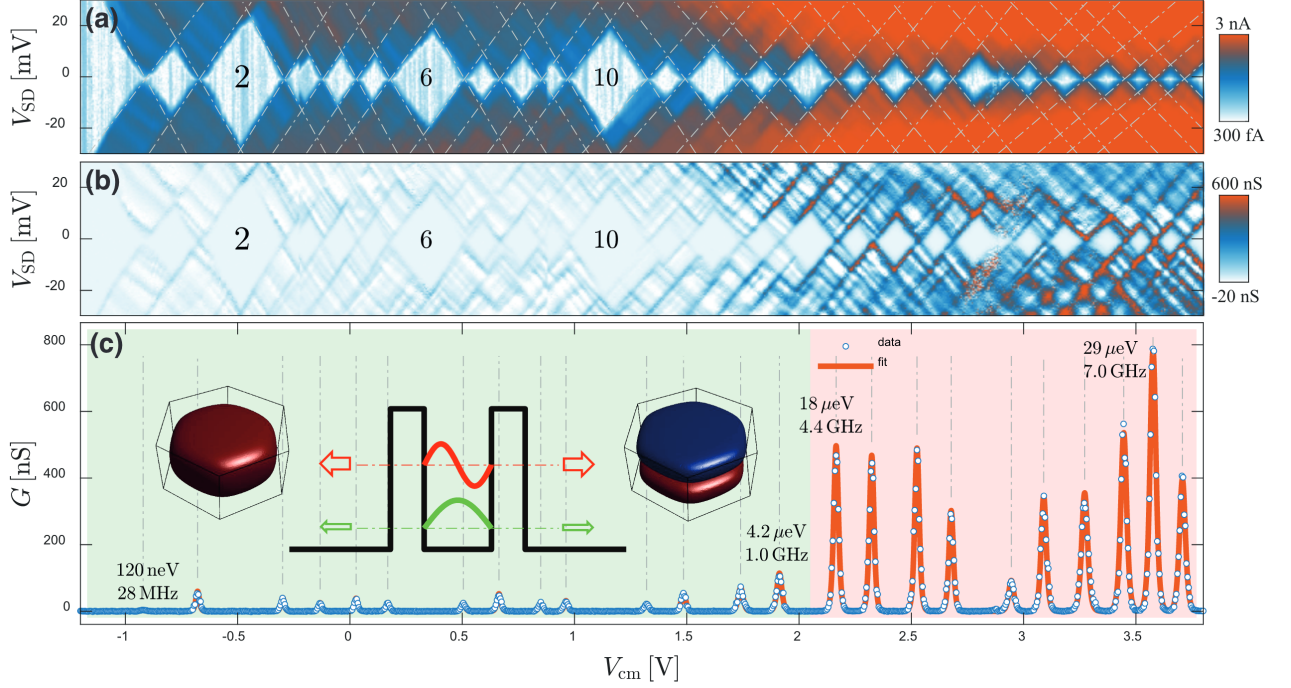 (a)
20
0
-20
V_SD [mV]
2
6
10
3 nA
300 fA
(b)
20
0
-20
V_SD [mV]
2
6
10
600 nS
-20 nS
(c)
800
600
400
200
0
G [nS]
data
fit
29 μeV
7.0 GHz
18 μeV
4.4 GHz
4.2 μeV
1.0 GHz
120 neV
28 MHz
-1
-0.5
0
0.5
1
1.5
2
2.5
3
3.5
V_cm [V]